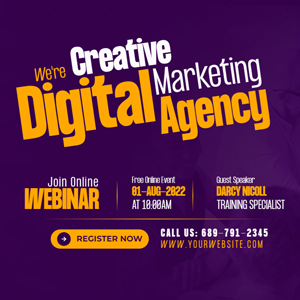 We're Creative
Digital Marketing
Agency
Join Online
WEBINAR
Free Online Event
01-AUG-2022
AT 10:00AM
Guest Speaker
DARCY NICOLL
TRAINING SPECIALIST
REGISTER NOW
CALL US: 689-791-2345
WWW.YOURWEBSITE.COM